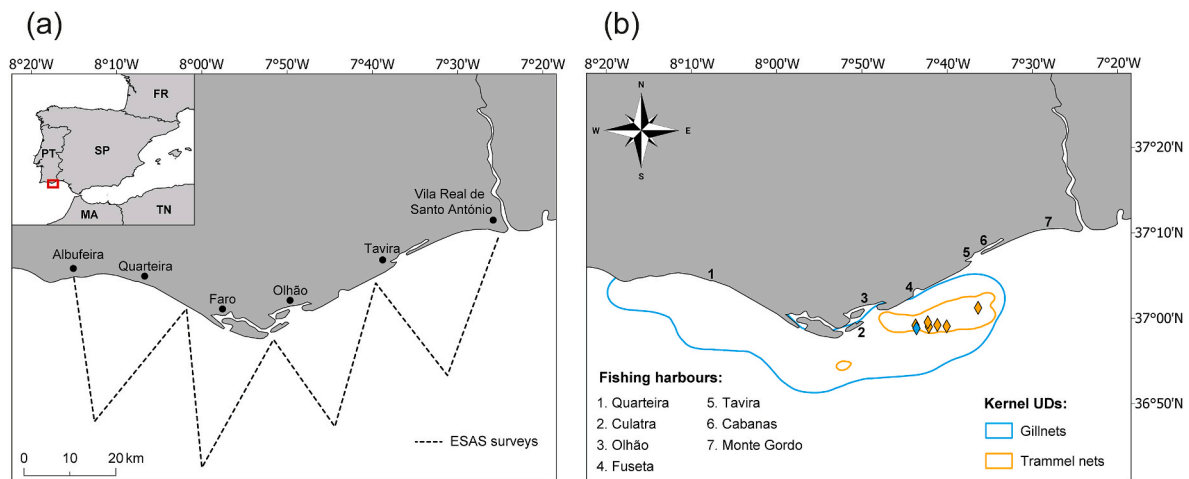 (a)
8°20'W 8°10'W 8°00'W 7°50'W 7°40'W 7°30'W 7°20'W
FR
PT
SP
MA
TN
Vila Real de
Santo António
Tavira
Albufeira
Quarteira
Olhão
Faro
ESAS surveys
0 10 20 km
(b)
8°20'W 8°10'W 8°00'W 7°50'W 7°40'W 7°30'W 7°20'W
N
W
E
S
37°20'N
37°10'N
37°00'N
36°50'N
7
6
5
1
4
3
2
Fishing harbours:
1. Quarteira
2. Culatra
3. Olhão
4. Fuseta
5. Tavira
6. Cabanas
7. Monte Gordo
Kernel UDs:
Gillnets
Trammel nets